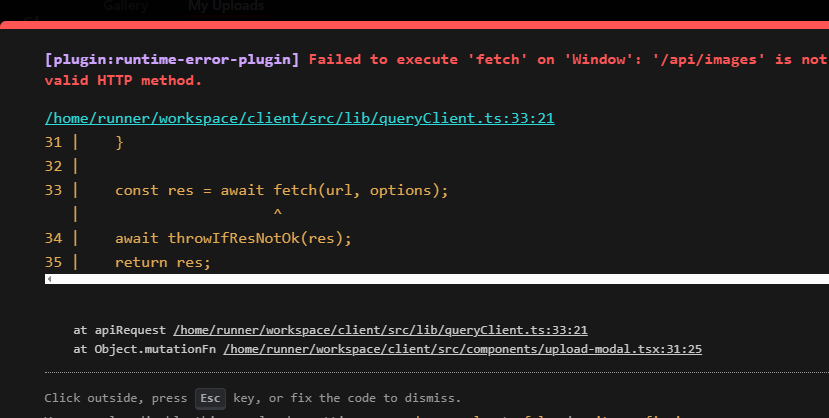 Gallery My Uploads
[plugin:runtime-error-plugin] Failed to execute 'fetch' on 'Window': '/api/images' is not
valid HTTP method.
/home/runner/workspace/client/src/lib/queryClient.ts:33:21
31 | }
32 |
33 | const res = await fetch(url, options);
| ^
34 | await throwIfResNotOk(res);
35 | return res;
at apiRequest /home/runner/workspace/client/src/lib/queryClient.ts:33:21
at Object.mutationFn /home/runner/workspace/client/src/components/upload-modal.tsx:31:25
Click outside, press Esc key, or fix the code to dismiss.